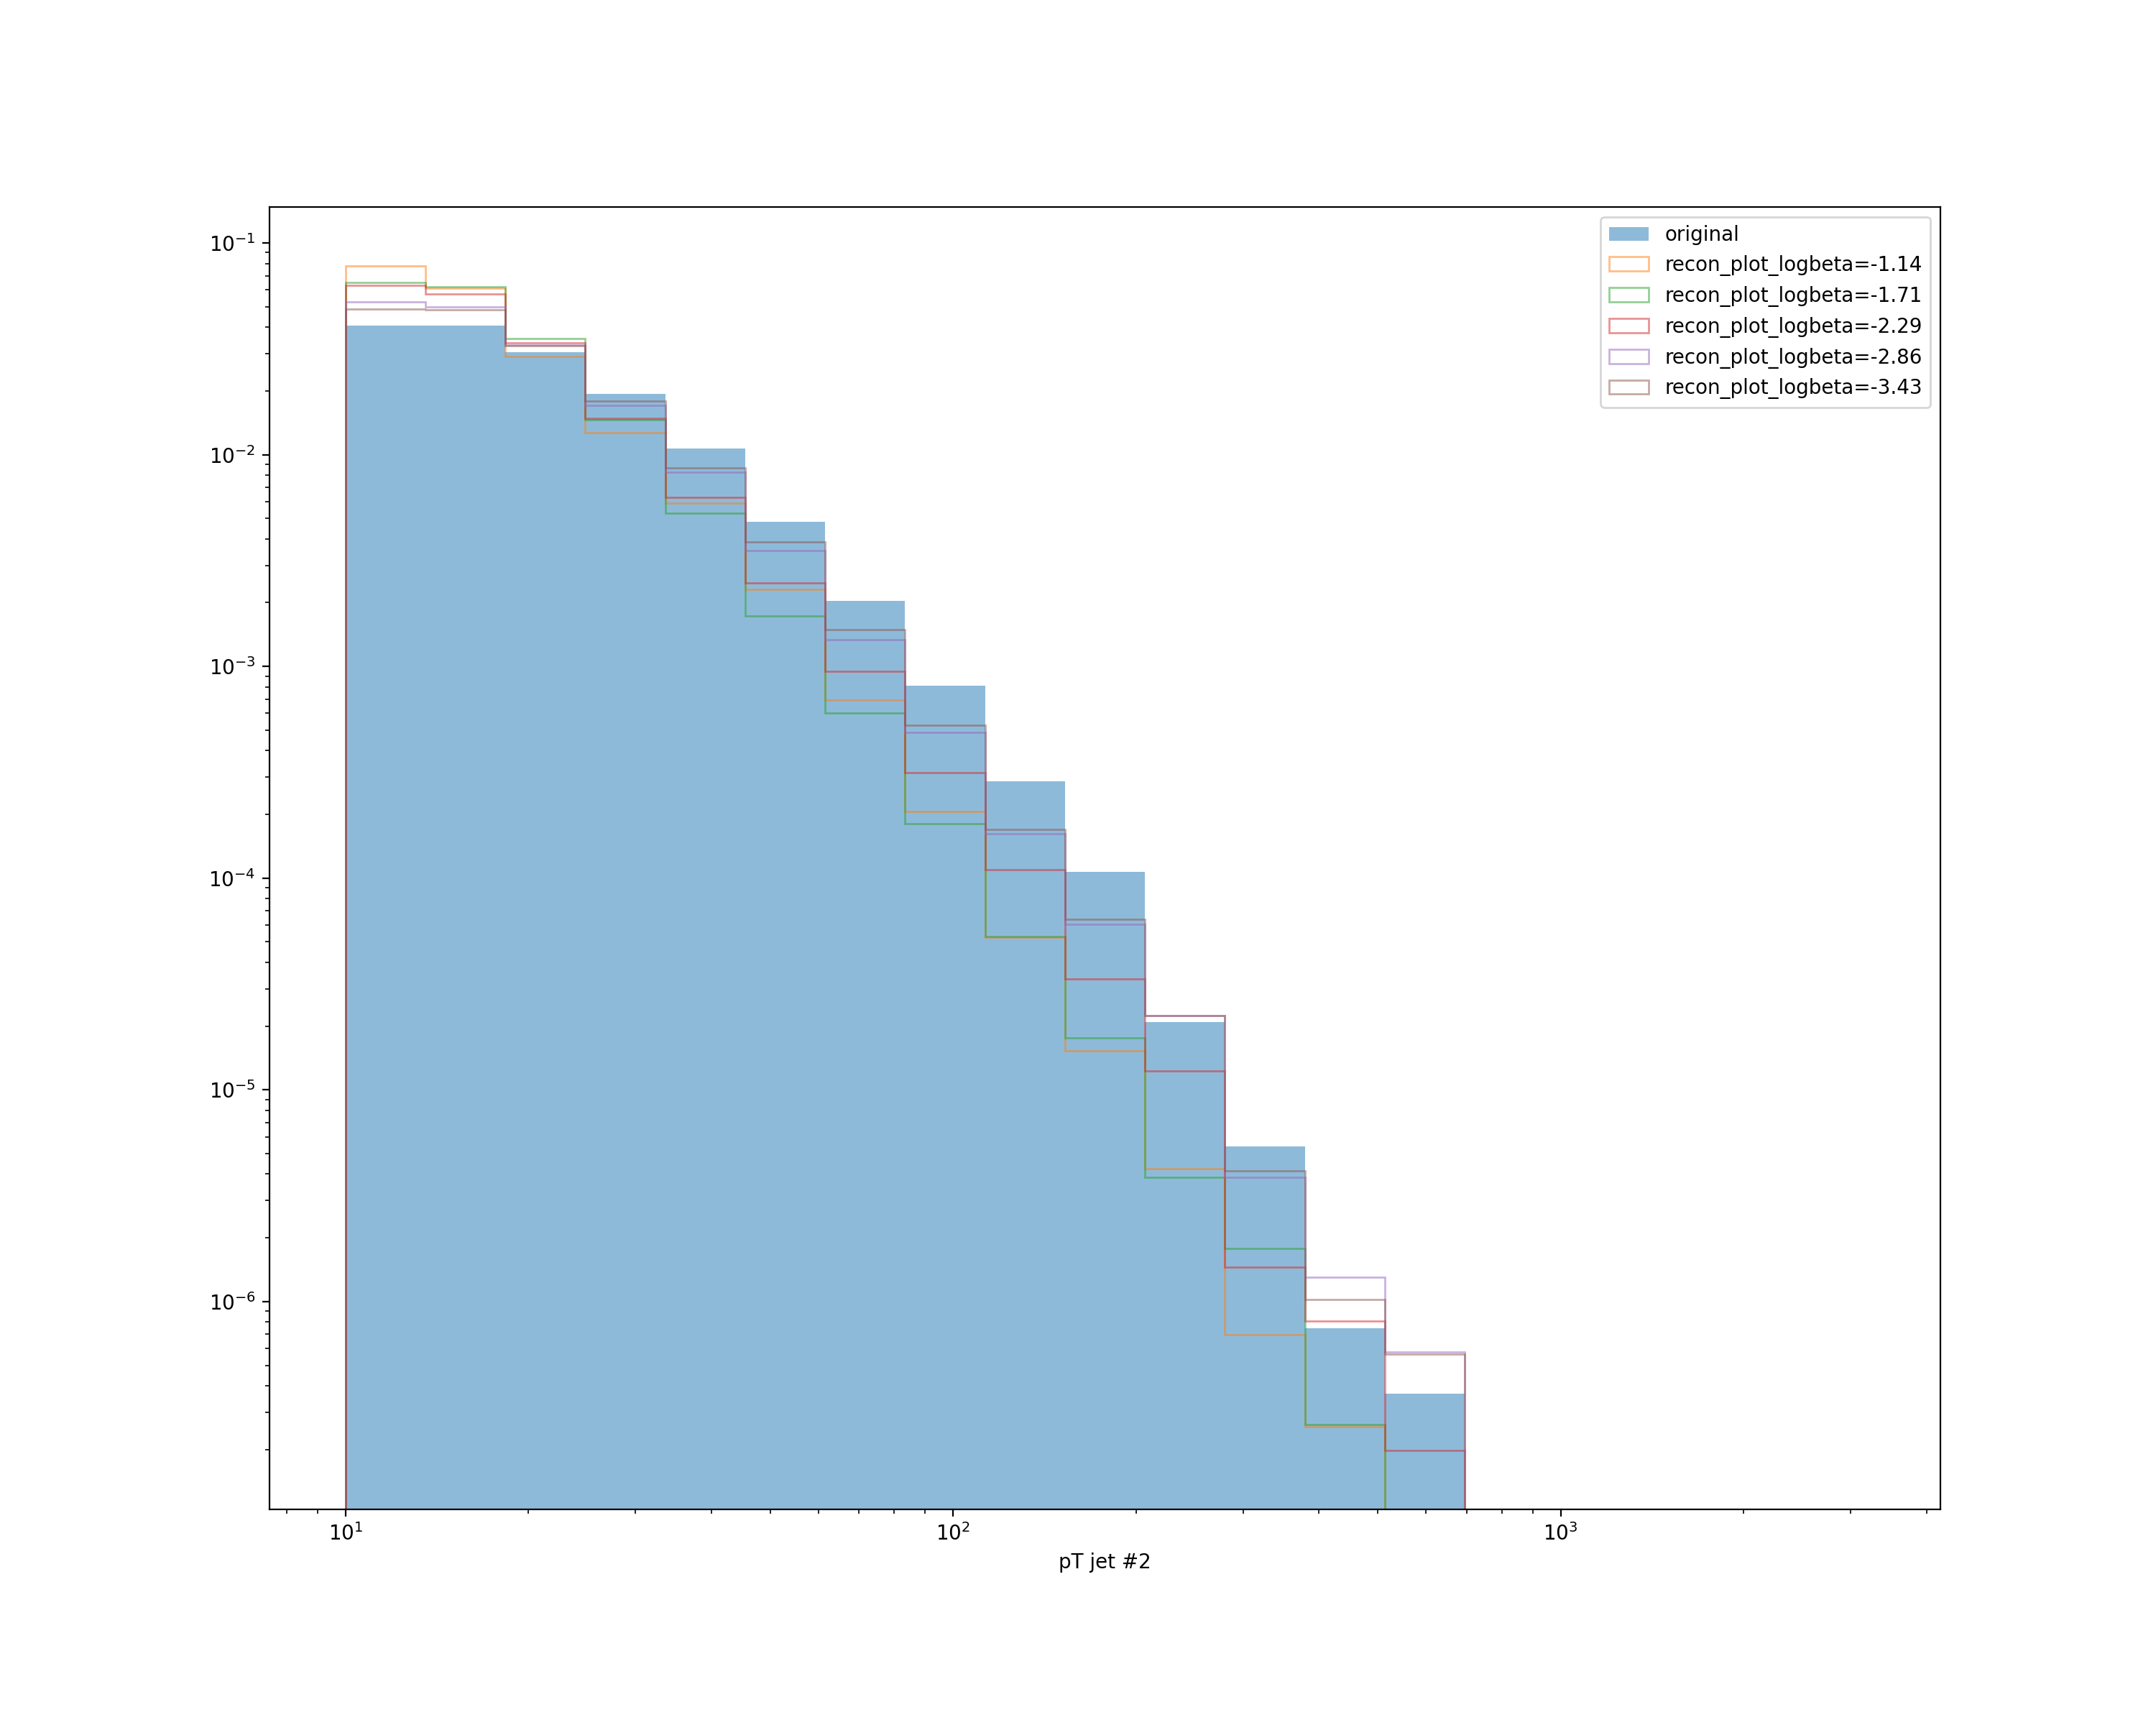 original
recon_plot_logbeta=-1.14
recon_plot_logbeta=-1.71
recon_plot_logbeta=-2.29
recon_plot_logbeta=-2.86
recon_plot_logbeta=-3.43
10⁻¹
10⁻²
10⁻³
10⁻⁴
10⁻⁵
10⁻⁶
10¹ 10² 10³
pT jet #2